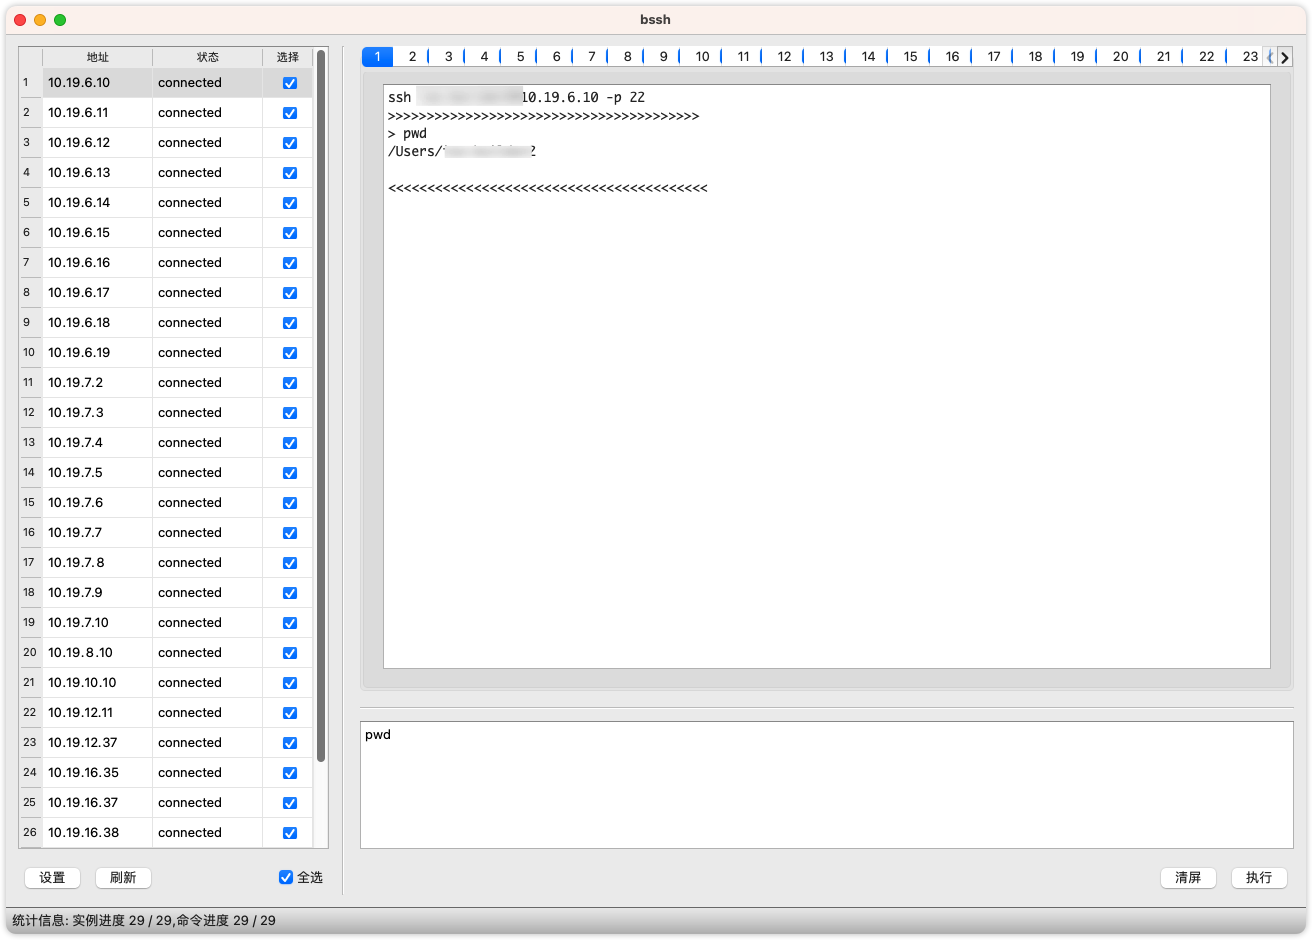 bssh
地址 状态 选择
1 10.19.6.10 connected
2 10.19.6.11 connected
3 10.19.6.12 connected
4 10.19.6.13 connected
5 10.19.6.14 connected
6 10.19.6.15 connected
7 10.19.6.16 connected
8 10.19.6.17 connected
9 10.19.6.18 connected
10 10.19.6.19 connected
11 10.19.7.2 connected
12 10.19.7.3 connected
13 10.19.7.4 connected
14 10.19.7.5 connected
15 10.19.7.6 connected
16 10.19.7.7 connected
17 10.19.7.8 connected
18 10.19.7.9 connected
19 10.19.7.10 connected
20 10.19.8.10 connected
21 10.19.10.10 connected
22 10.19.12.11 connected
23 10.19.12.37 connected
24 10.19.16.35 connected
25 10.19.16.37 connected
26 10.19.16.38 connected
设置 刷新 全选
1 2 3 4 5 6 7 8 9 10 11 12 13 14 15 16 17 18 19 20 21 22 23
ssh 10.19.6.10 -p 22
>>>>>>>>>>>>>>>>>>>>>>>>>>>>>>>>>>>>>>>>
> pwd
/Users/
<<<<<<<<<<<<<<<<<<<<<<<<<<<<<<<<<<<<<<<<<
pwd
清屏 执行
统计信息: 实例进度 29 / 29,命令进度 29 / 29